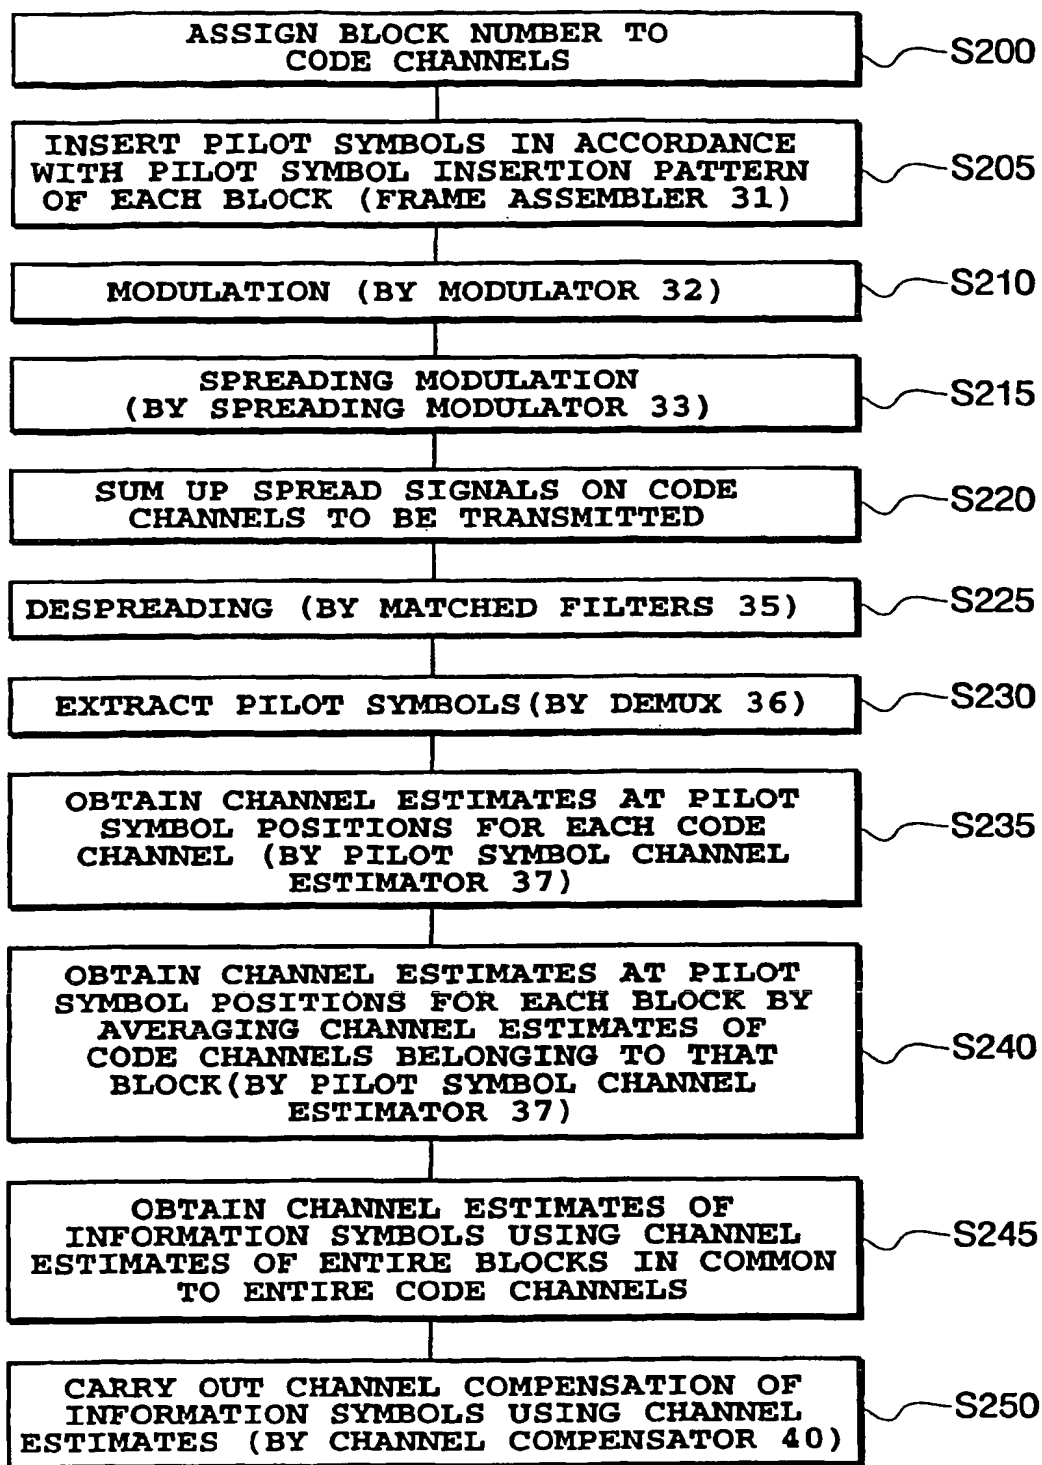 ASSIGN BLOCK NUMBER TO
CODE CHANNELS
S200
INSERT PILOT SYMBOLS IN ACCORDANCE
WITH PILOT SYMBOL INSERTION PATTERN
OF EACH BLOCK (FRAME ASSEMBLER 31)
S205
MODULATION (BY MODULATOR 32)
S210
SPREADING MODULATION
(BY SPREADING MODULATOR 33)
S215
SUM UP SPREAD SIGNALS ON CODE
CHANNELS TO BE TRANSMITTED
S220
DESPREADING (BY MATCHED FILTERS 35)
S225
EXTRACT PILOT SYMBOLS(BY DEMUX 36)
S230
OBTAIN CHANNEL ESTIMATES AT PILOT
SYMBOL POSITIONS FOR EACH CODE
CHANNEL (BY PILOT SYMBOL CHANNEL
ESTIMATOR 37)
S235
OBTAIN CHANNEL ESTIMATES AT PILOT
SYMBOL POSITIONS FOR EACH BLOCK BY
AVERAGING CHANNEL ESTIMATES OF
CODE CHANNELS BELONGING TO THAT
BLOCK(BY PILOT SYMBOL CHANNEL
ESTIMATOR 37)
S240
OBTAIN CHANNEL ESTIMATES OF
INFORMATION SYMBOLS USING CHANNEL
ESTIMATES OF ENTIRE BLOCKS IN COMMON
TO ENTIRE CODE CHANNELS
S245
CARRY OUT CHANNEL COMPENSATION OF
INFORMATION SYMBOLS USING CHANNEL
ESTIMATES (BY CHANNEL COMPENSATOR 40)
S250